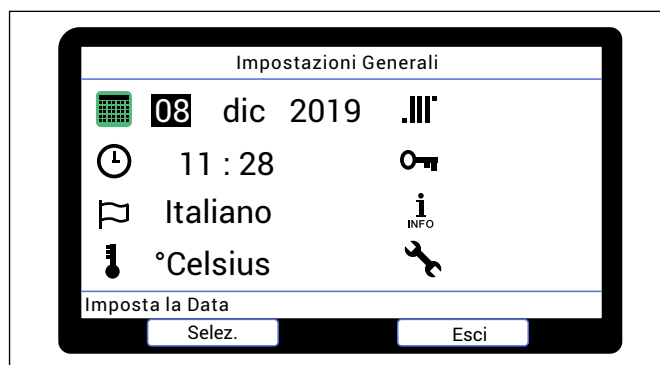 Impostazioni Generali
08 dic 2019
11 : 28
Italiano
INFO
°Celsius
Imposta la Data
Selez. Esci